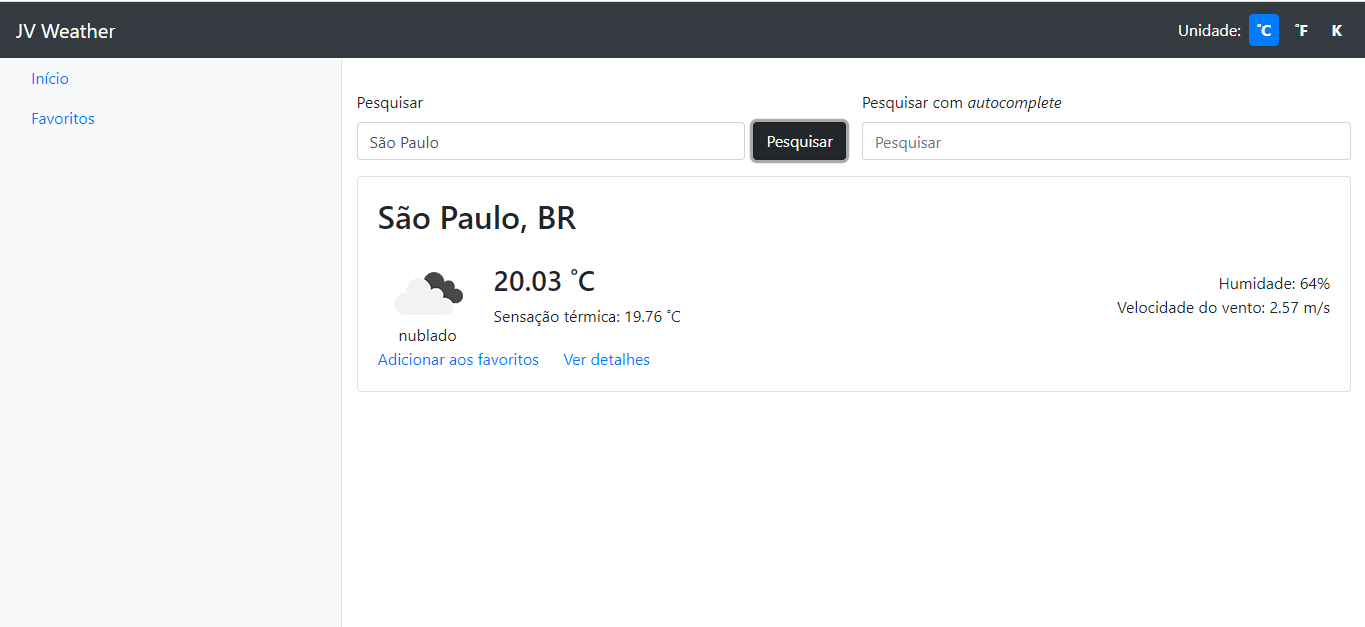 JV Weather
Unidade: °C °F K
Início
Favoritos
Pesquisar
São Paulo
Pesquisar
Pesquisar com autocomplete
Pesquisar
São Paulo, BR
nublado
20.03 °C
Sensação térmica: 19.76 °C
Humidade: 64%
Velocidade do vento: 2.57 m/s
Adicionar aos favoritos Ver detalhes